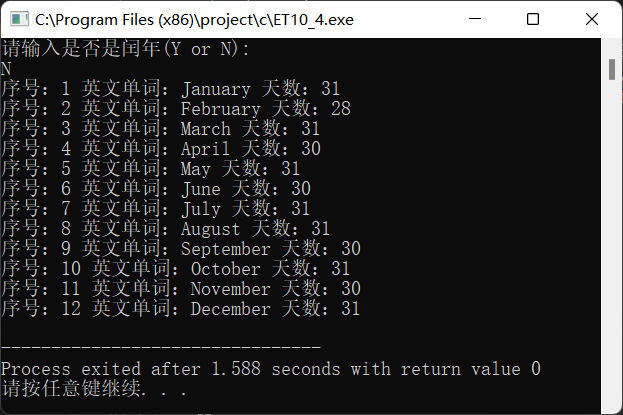 C:\Program Files (x86)\project\c\ET10_4.exe
请输入是否是闰年(Y or N):
N
序号: 1 英文单词: January 天数: 31
序号: 2 英文单词: February 天数: 28
序号: 3 英文单词: March 天数: 31
序号: 4 英文单词: April 天数: 30
序号: 5 英文单词: May 天数: 31
序号: 6 英文单词: June 天数: 30
序号: 7 英文单词: July 天数: 31
序号: 8 英文单词: August 天数: 31
序号: 9 英文单词: September 天数: 30
序号: 10 英文单词: October 天数: 31
序号: 11 英文单词: November 天数: 30
序号: 12 英文单词: December 天数: 31
--------------------------------
Process exited after 1.588 seconds with return value 0
请按任意键继续. . .